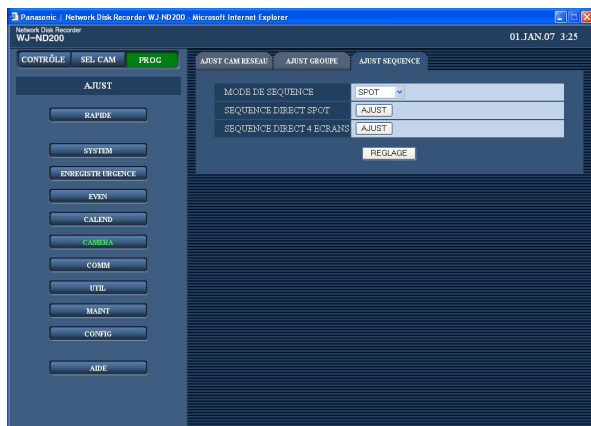 Panasonic | Network Disk Recorder WJ-ND200 - Microsoft Internet Explorer
Network Disk Recorder
WJ-ND200
01.JAN.07 3:25
CONTRÔLE SEL CAM PROG
AJUST CAM RESEAU AJUST GROUPE AJUST SEQUENCE
AJUST
RAPIDE
SYSTEM
ENREGISTR URGENCE
EVEN
CALEND
CAMERA
COMM
UTIL
MAINT
CONFIG
AIDE
MODE DE SEQUENCE SPOT
SEQUENCE DIRECT SPOT AJUST
SEQUENCE DIRECT 4 ECRANS AJUST
REGLAGE